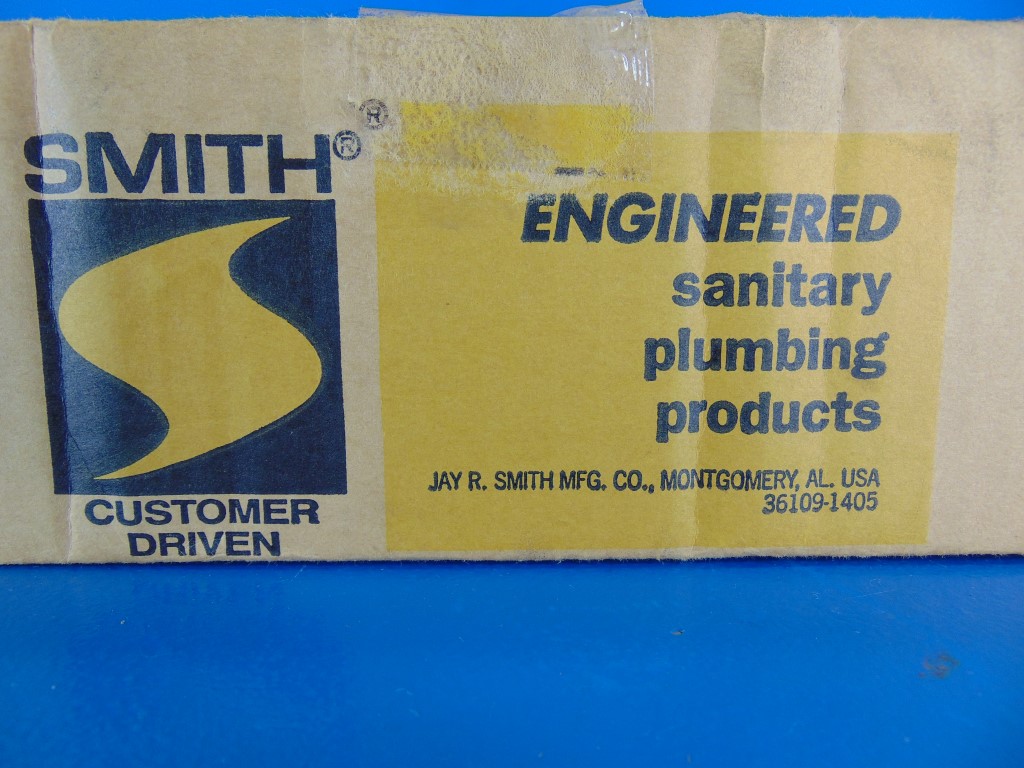 SMITH®
®
CUSTOMER
DRIVEN
ENGINEERED
sanitary
plumbing
products
JAY R. SMITH MFG. CO., MONTGOMERY, AL. USA
36109-1405